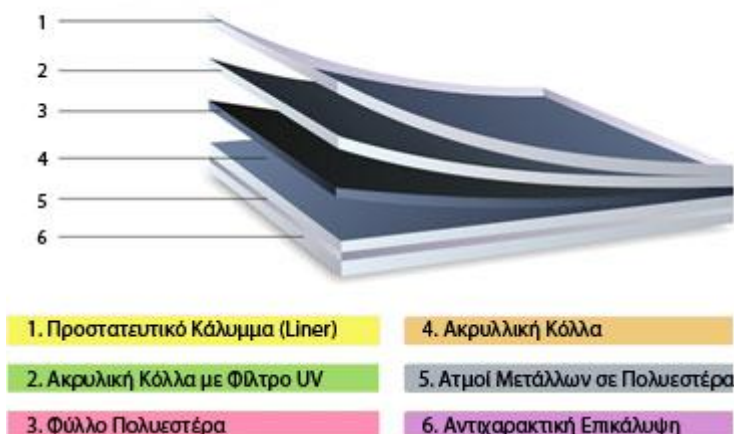 1
2
3
4
5
6
1. Προστατευτικό Κάλυμμα (Liner)
4. Ακρυλλική Κόλλα
2. Ακρυλική Κόλλα με Φίλτρο UV
5. Ατμοί Μετάλλων σε Πολυεστέρα
3. Φύλλο Πολυεστέρα
6. Αντιχαρακτική Επικάλυψη